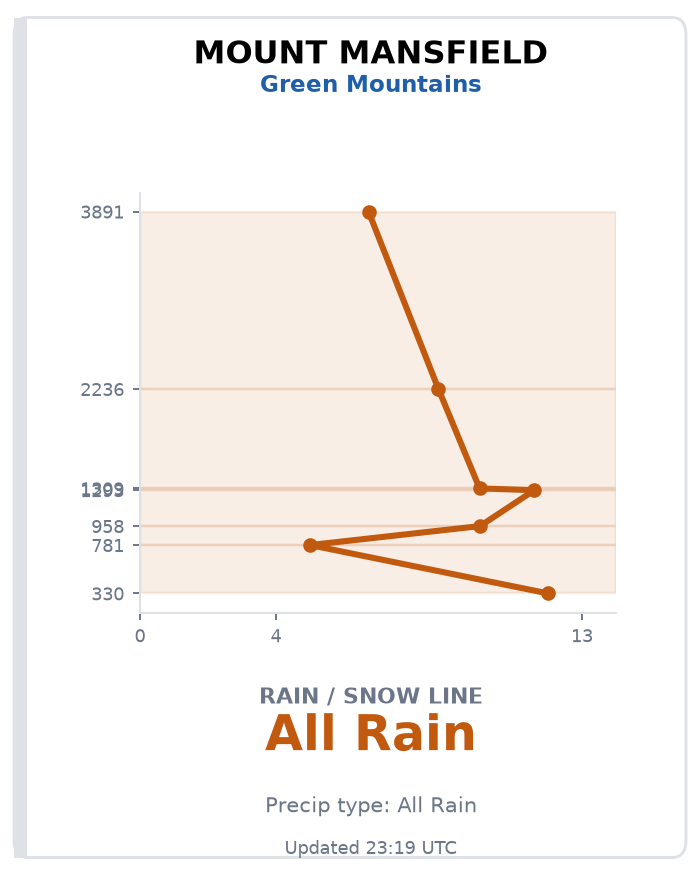 MOUNT MANSFIELD
Green Mountains
3891
2236
958
781
330
0 4 13
RAIN / SNOW LINE
All Rain
Precip type: All Rain
Updated 23:19 UTC